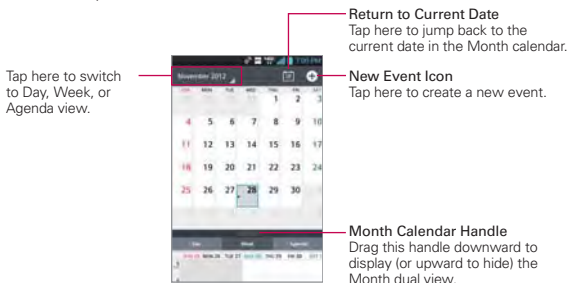 Return to Current Date
Tap here to jump back to the
current date in the Month calendar.
Tap here to switch
to Day, Week, or
Agenda view.
New Event Icon
Tap here to create a new event.
November 2012
1 2 3
4 5 6 7 8 9 10
11 12 13 14 15 16 17
18 19 20 21 22 23 24
25 26 27 28 29 30
Day Week Agenda
Month Calendar Handle
Drag this handle downward to
display (or upward to hide) the
Month dual view.